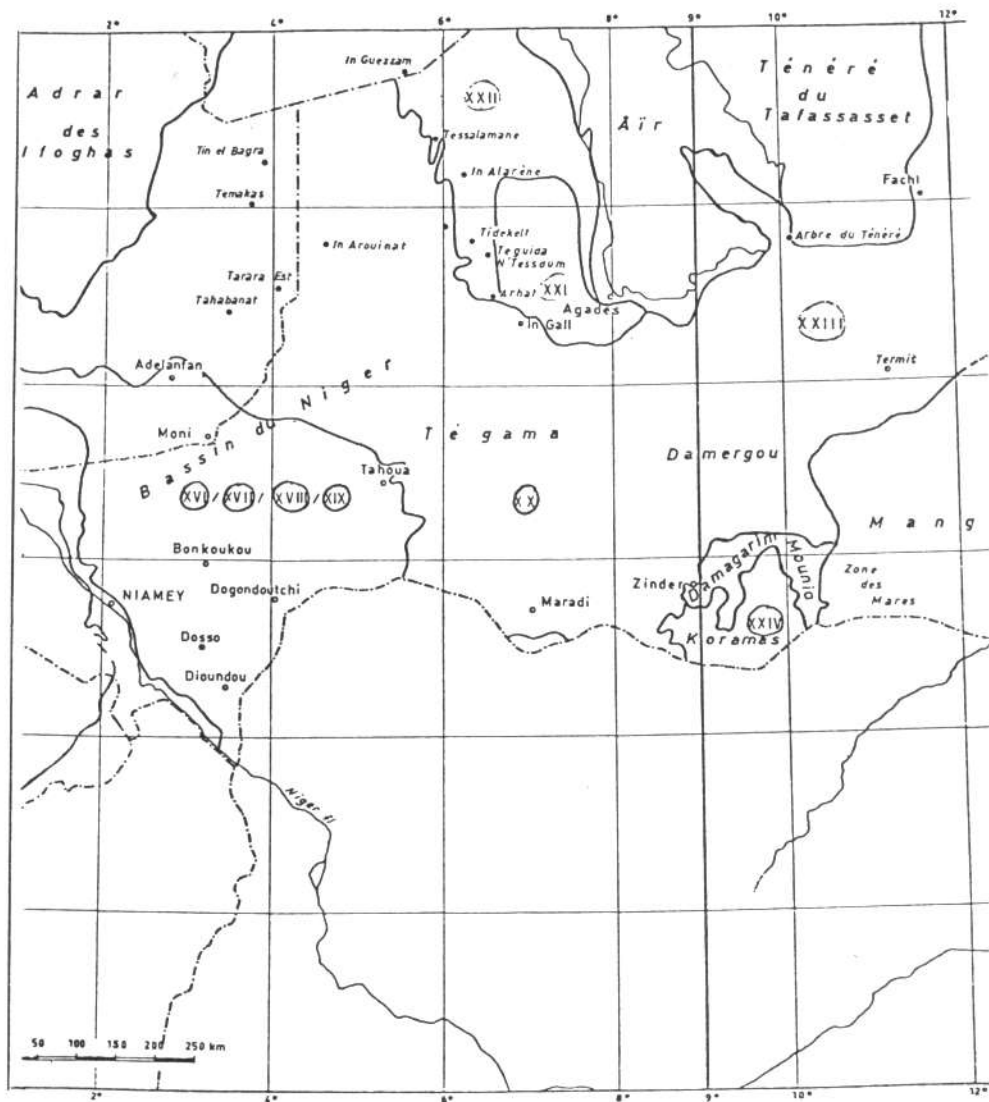 2° 4° 6° 8° 9° 10° 12°
In Guezzam
Adrar
des
Ifoghas
XXII
Aïr
Ténéré
du
Tafassasset
Tessalamane
Tin el Bagra
In Alarène
Fachi
Temakas
In Arouinat
Tidekelt
Teguida
N'Tessoum
Arbre du Ténéré
Tarara Est
Tahabanat
Arhat
XXI
Agadès
In Gall
XXIII
Termit
Adelanfan
Bassin du Niger
Moni
Tégama
Damergou
Tahoua
XVI / XVII / XVIII / XIX
XX
Mang
Bonkoukou
Damagarim
Mounio
Zone
des
Mares
Zinder
NIAMEY
Dogondoutchi
Maradi
XXIV
Koramas
Dosso
Dioundou
Niger fl
50 100 150 200 250 km
2° 4° 6° 8° 9° 10° 12°